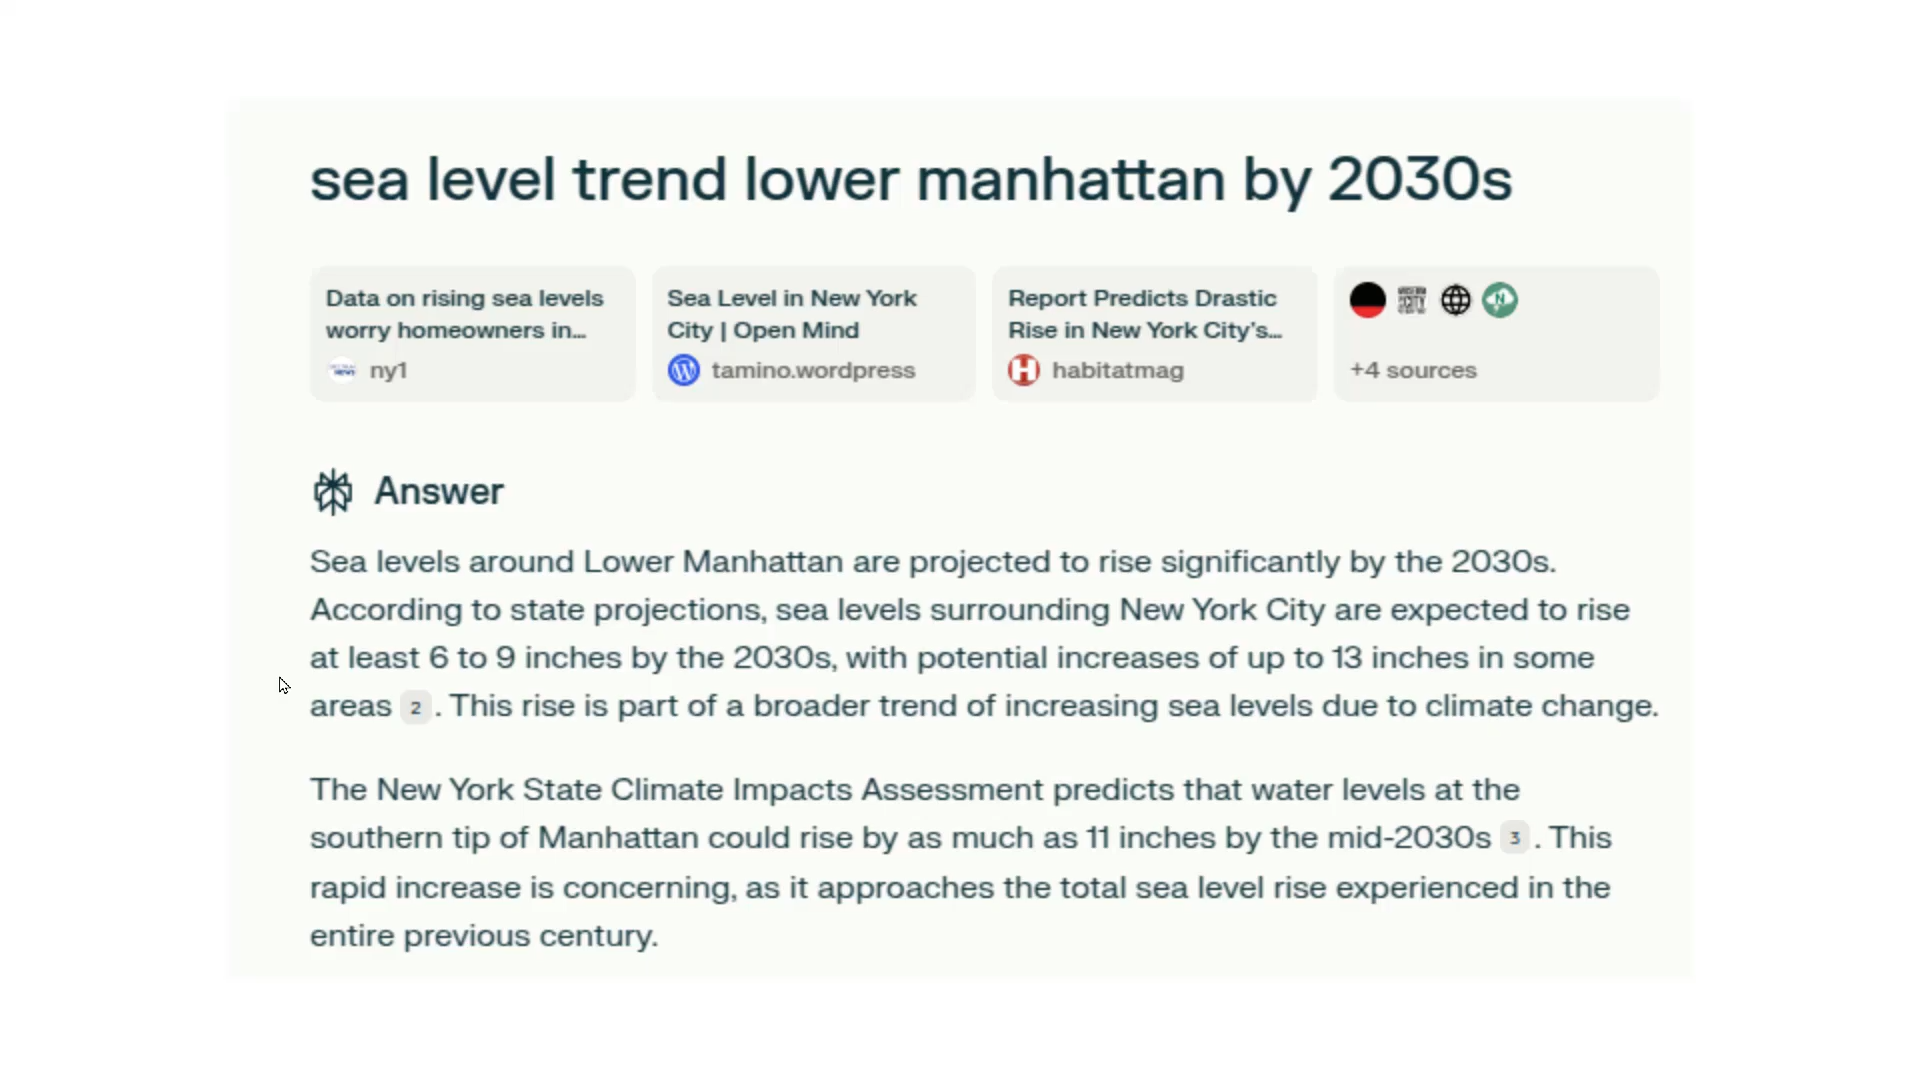 sea level trend lower manhattan by 2030s
Data on rising sea levels
worry homeowners in...
ny1
Sea Level in New York
City | Open Mind
tamino.wordpress
Report Predicts Drastic
Rise in New York City's...
habitatmag
+4 sources
Answer
Sea levels around Lower Manhattan are projected to rise significantly by the 2030s.
According to state projections, sea levels surrounding New York City are expected to rise
at least 6 to 9 inches by the 2030s, with potential increases of up to 13 inches in some
areas 2 . This rise is part of a broader trend of increasing sea levels due to climate change.
The New York State Climate Impacts Assessment predicts that water levels at the
southern tip of Manhattan could rise by as much as 11 inches by the mid-2030s 3 . This
rapid increase is concerning, as it approaches the total sea level rise experienced in the
entire previous century.